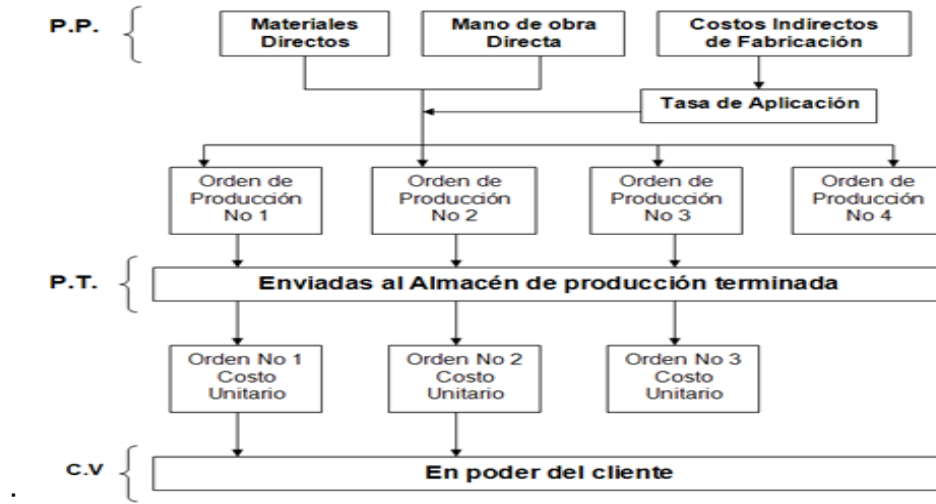 P.P.
Materiales
Directos
Mano de obra
Directa
Costos Indirectos
de Fabricación
Tasa de Aplicación
Orden de
Producción
No 1
Orden de
Producción
No 2
Orden de
Producción
No 3
Orden de
Producción
No 4
P.T.
Enviadas al Almacén de producción terminada
Orden No 1
Costo
Unitario
Orden No 2
Costo
Unitario
Orden No 3
Costo
Unitario
C.V
En poder del cliente
.